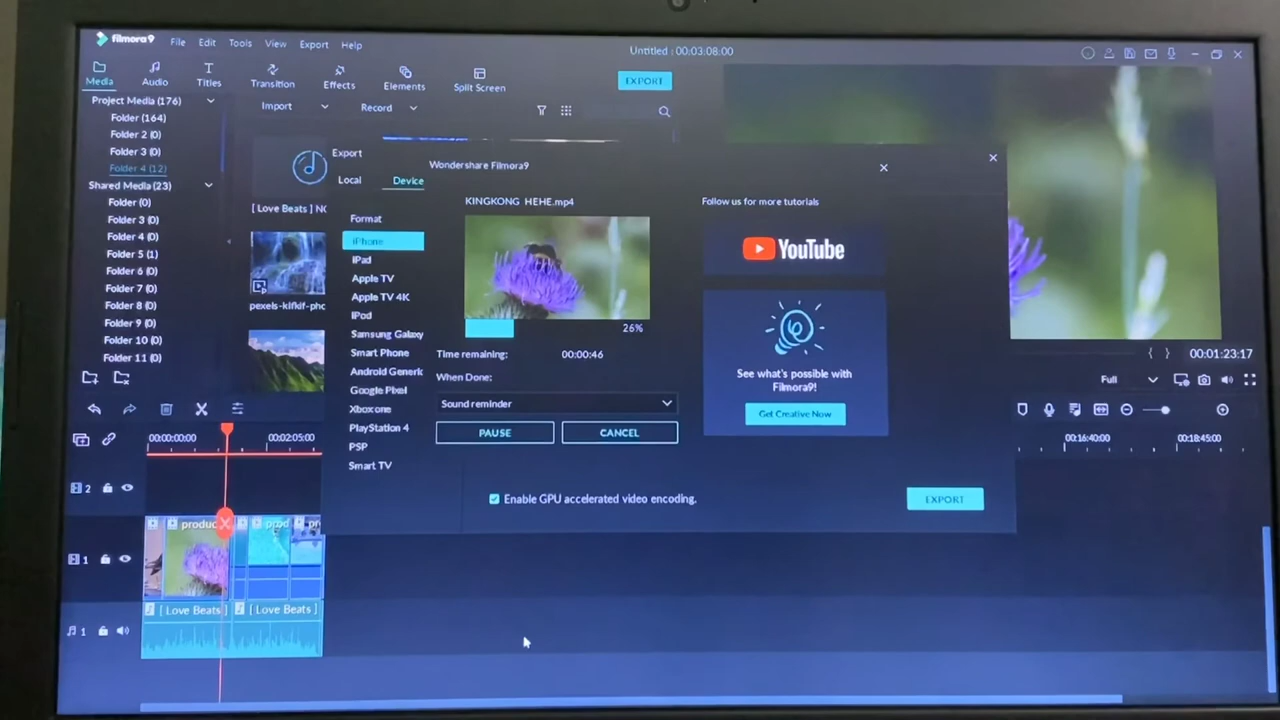 filmora9 File Edit Tools View Export Help
Untitled : 00:03:08:00
Media Audio Titles Transition Effects Elements Split Screen
EXPORT
Project Media (176)
Folder (164)
Folder 2 (0)
Folder 3 (0)
Folder 4 (12)
Shared Media (23)
Folder (0)
Folder 3 (0)
Folder 4 (0)
Folder 5 (1)
Folder 6 (0)
Folder 7 (0)
Folder 8 (0)
Folder 9 (0)
Folder 10 (0)
Folder 11 (0)
Import Record
[ Love Beats ] NO
pexels-kifkif-phc
Export
Local Device
Format
iPhone
iPad
Apple TV
Apple TV 4K
iPod
Samsung Galaxy
Smart Phone
Android Generik
Google Pixel
Xbox one
PlayStation 4
PSP
Smart TV
Wondershare Filmora9
KINGKONG HEHE.mp4
26%
Time remaining: 00:00:46
When Done:
Sound reminder
PAUSE CANCEL
Follow us for more tutorials
YouTube
See what's possible with
Filmora9!
Get Creative Now
Enable GPU accelerated video encoding.
EXPORT
00:01:23:17
Full
00:00:00:00 00:02:05:00 00:16:40:00 00:18:45:00
2
1
produc prod pr
[ Love Beats ] [ Love Beats ]
1